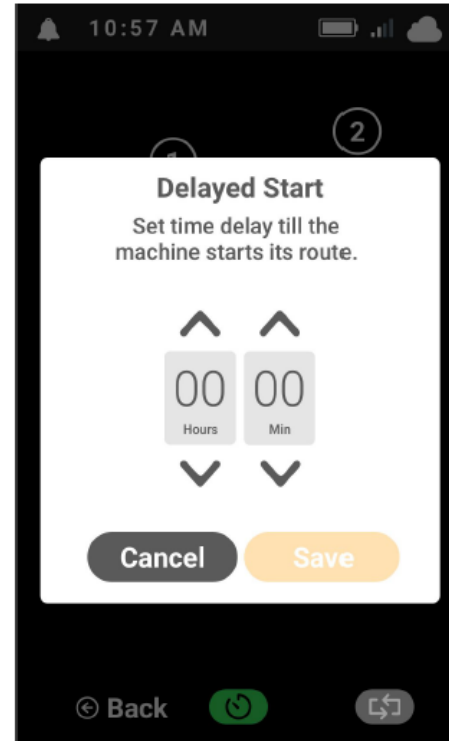 10:57 AM
2
1
Delayed Start
Set time delay till the
machine starts its route.
00 00
Hours Min
Cancel Save
Back